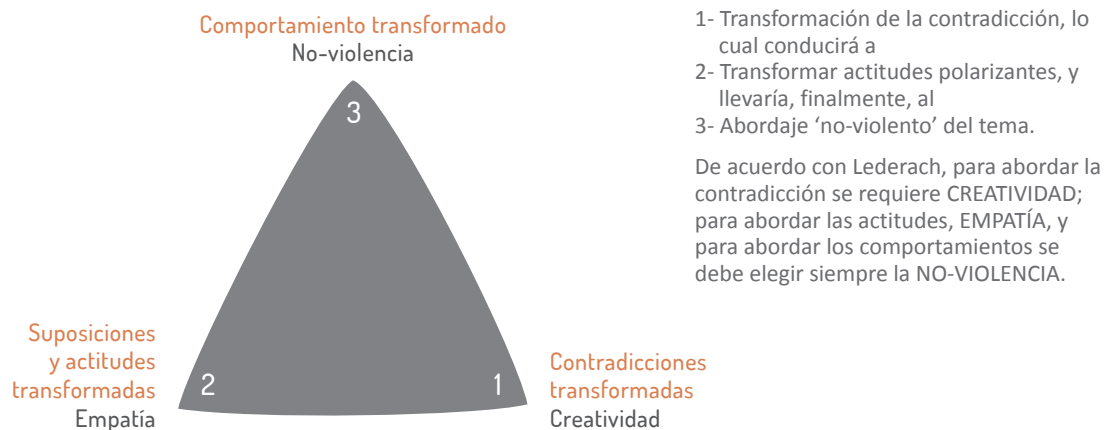 Comportamiento transformado
No-violencia
3
Suposiciones
y actitudes
transformadas
Empatía
2
1
Contradicciones
transformadas
Creatividad
1- Transformación de la contradicción, lo
cual conducirá a
2- Transformar actitudes polarizantes, y
llevaría, finalmente, al
3- Abordaje ‘no-violento’ del tema.
De acuerdo con Lederach, para abordar la
contradicción se requiere CREATIVIDAD;
para abordar las actitudes, EMPATÍA, y
para abordar los comportamientos se
debe elegir siempre la NO-VIOLENCIA.